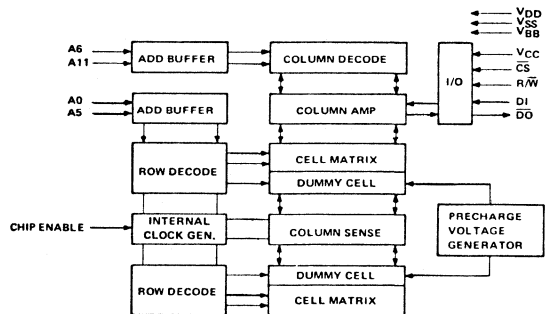 VDD
VSS
VBB
A6
A11
ADD BUFFER
COLUMN DECODE
I/O
VCC
C̅S̅
R/W̅
DI
D̅O̅
A0
A5
ADD BUFFER
COLUMN AMP
ROW DECODE
CELL MATRIX
DUMMY CELL
CHIP ENABLE
INTERNAL
CLOCK GEN.
COLUMN SENSE
PRECHARGE
VOLTAGE
GENERATOR
ROW DECODE
DUMMY CELL
CELL MATRIX